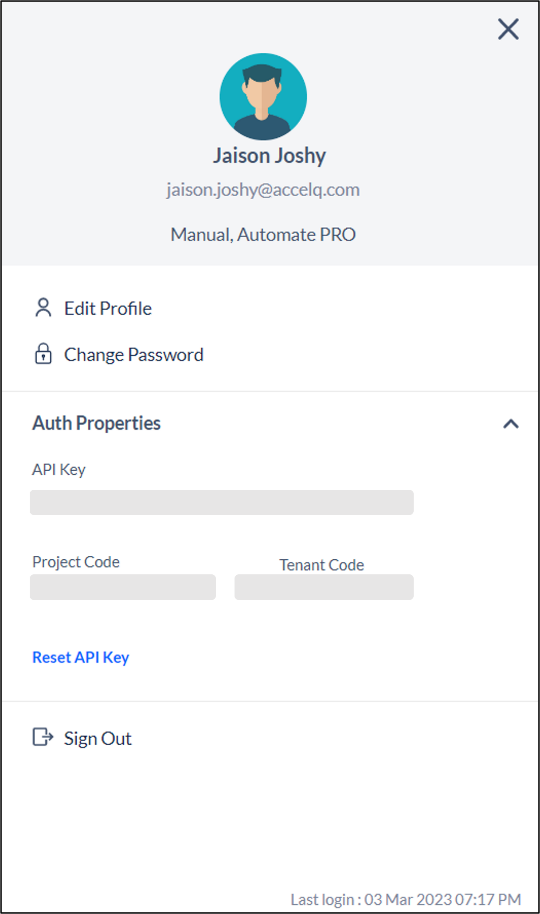 Jaison Joshy
jaison.joshy@accelq.com
Manual, Automate PRO
Edit Profile
Change Password
Auth Properties
API Key
Project Code
Tenant Code
Reset API Key
Sign Out
Last login : 03 Mar 2023 07:17 PM